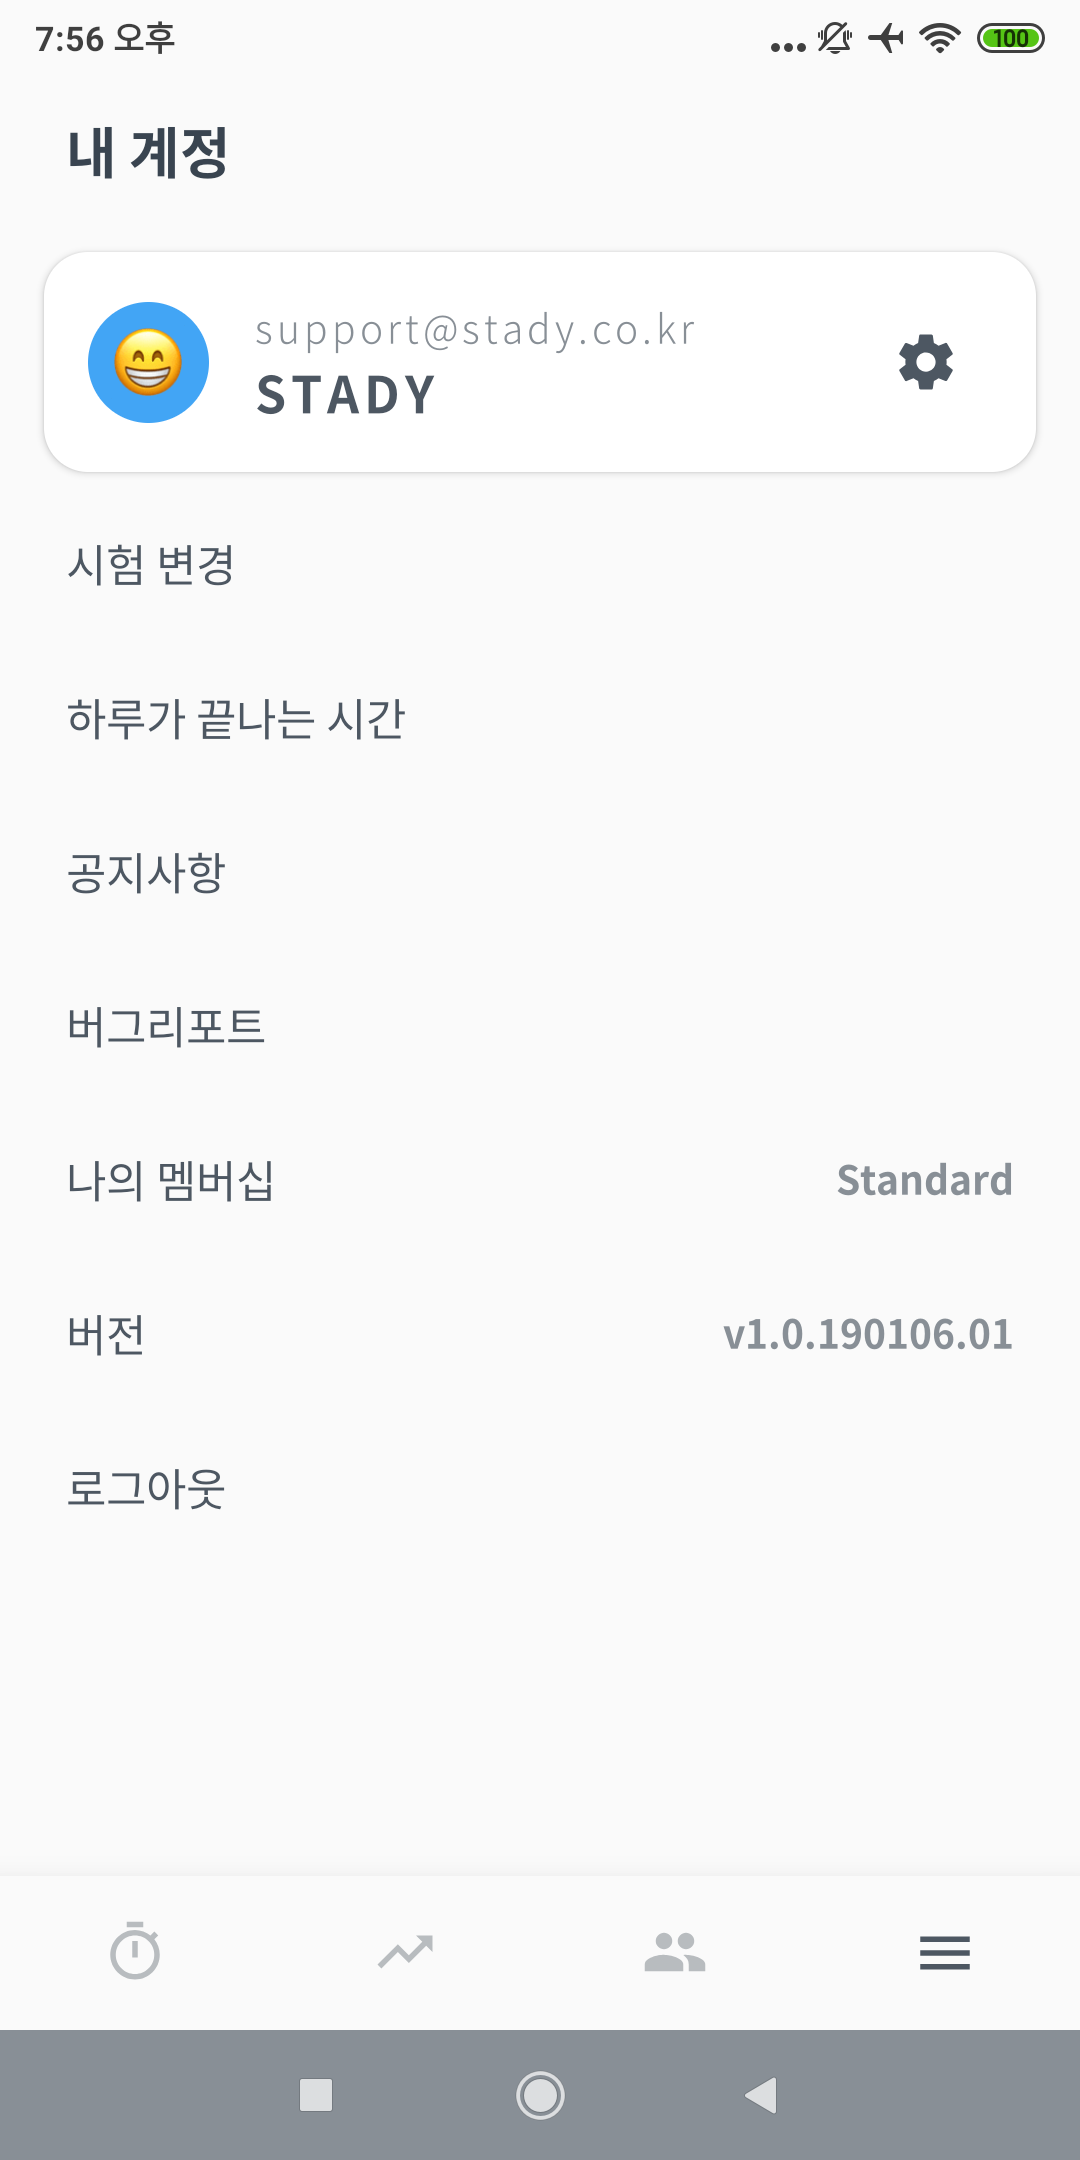 7:56 오후
100
내 계정
support@stady.co.kr
STADY
시험 변경
하루가 끝나는 시간
공지사항
버그리포트
나의 멤버십 Standard
버전 v1.0.190106.01
로그아웃